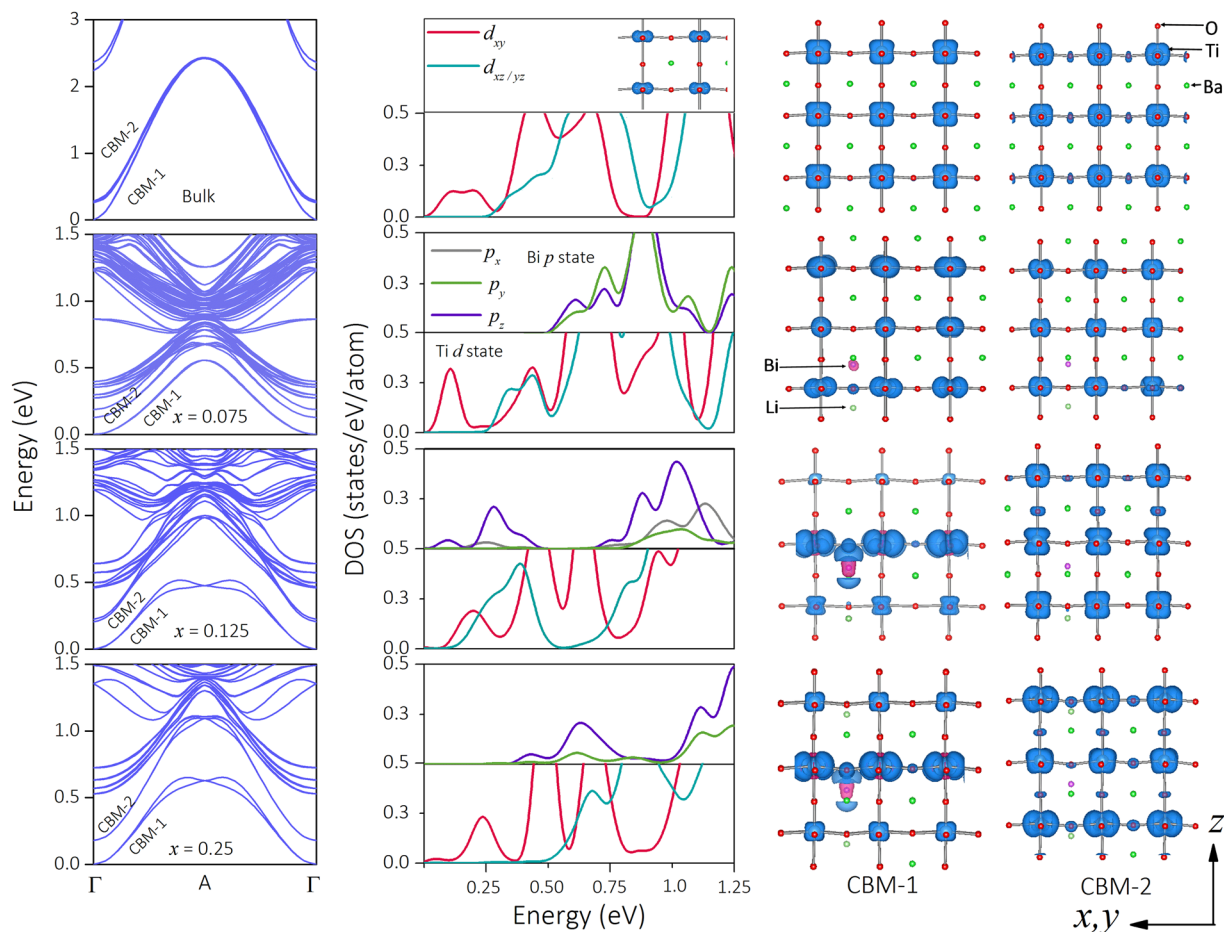 Energy (eV)
3
2
1
0
CBM-2
CBM-1
Bulk
1.5
1.0
0.5
0.0
CBM-2
CBM-1
x = 0.075
1.5
1.0
0.5
0.0
CBM-2
CBM-1
x = 0.125
1.5
1.0
0.5
0.0
CBM-2
CBM-1
x = 0.25
Γ A Γ
DOS (states/eV/atom)
dxy
dxz/yz
0.5
0.3
0.0
0.5
px
Bi p state
py
0.3
pz
0.5
Ti d state
0.3
0.0
0.5
0.3
0.5
0.3
0.0
0.5
0.3
0.5
0.3
0.0
0.25 0.50 0.75 1.0 1.25
Energy (eV)
O
Ti
Ba
Bi
Li
CBM-1
CBM-2
z
x,y